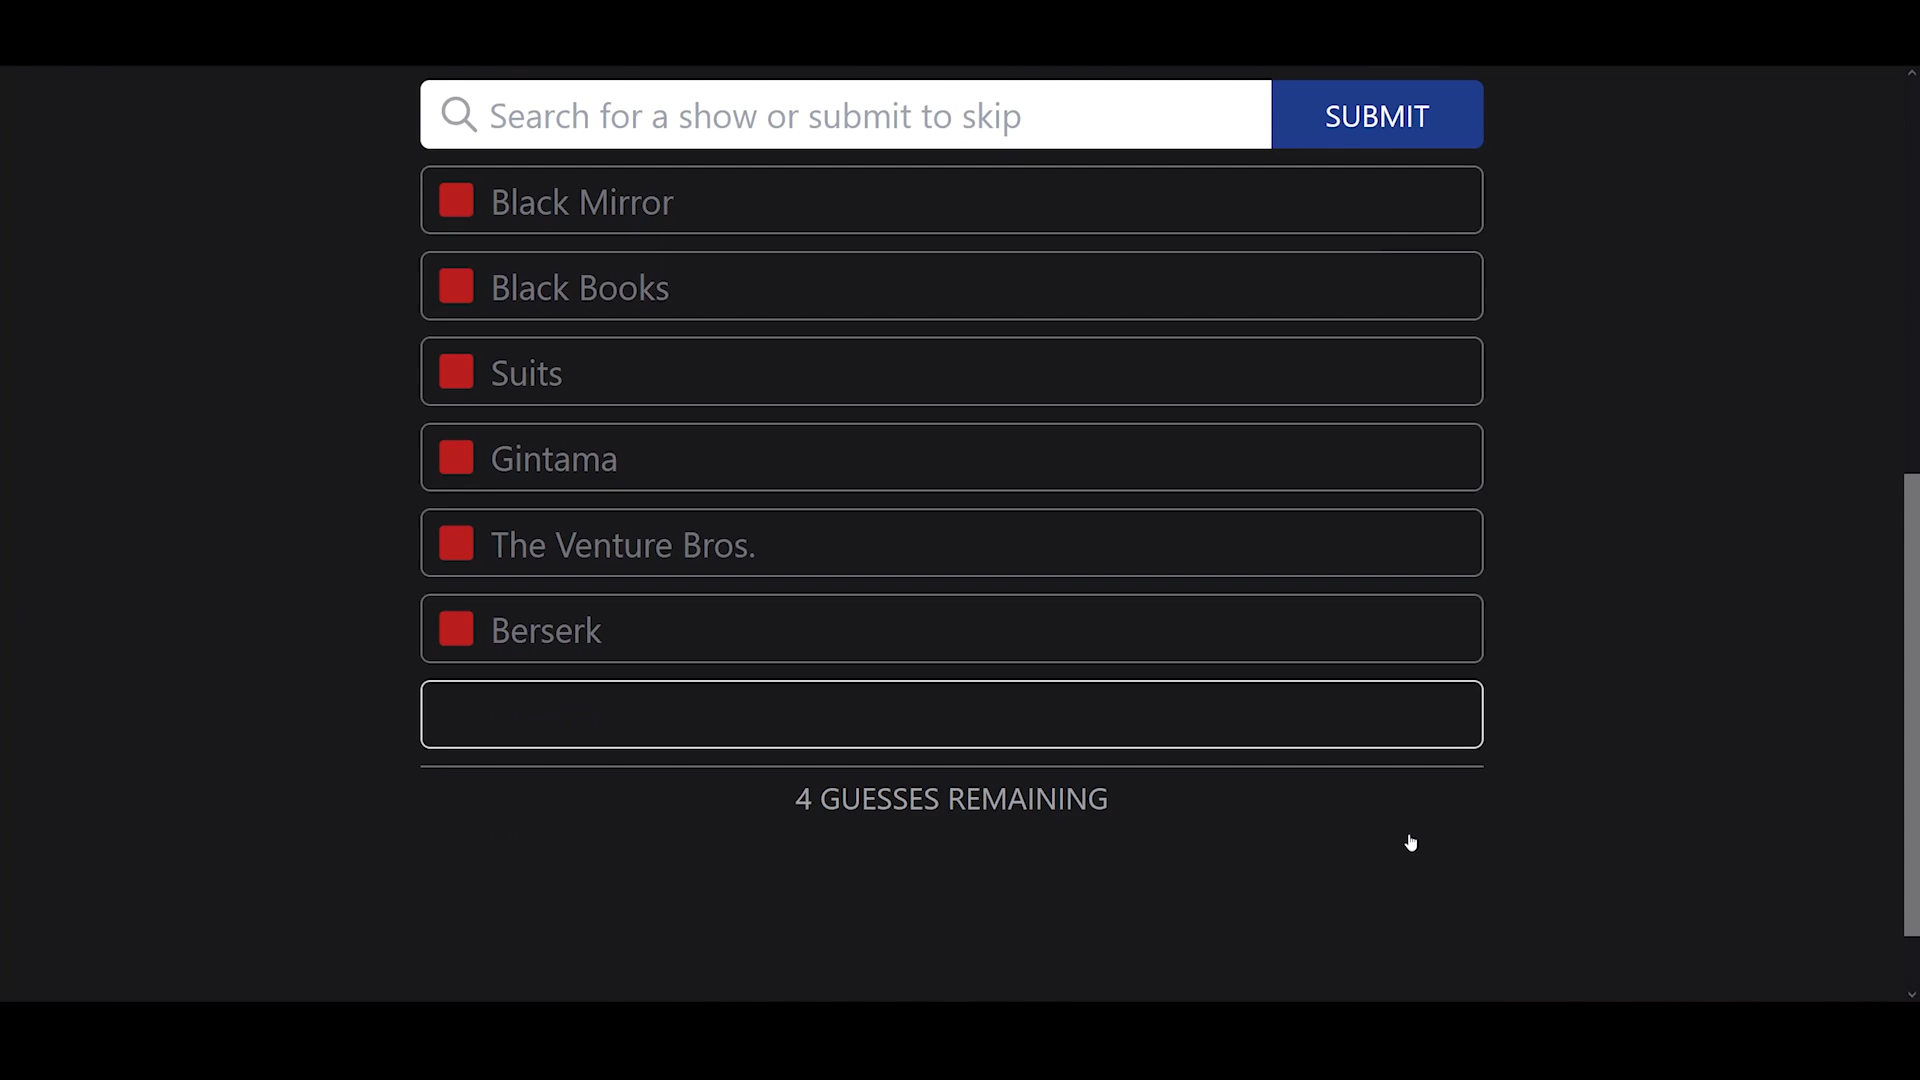 Search for a show or submit to skip
SUBMIT
Black Mirror
Black Books
Suits
Gintama
The Venture Bros.
Berserk
4 GUESSES REMAINING